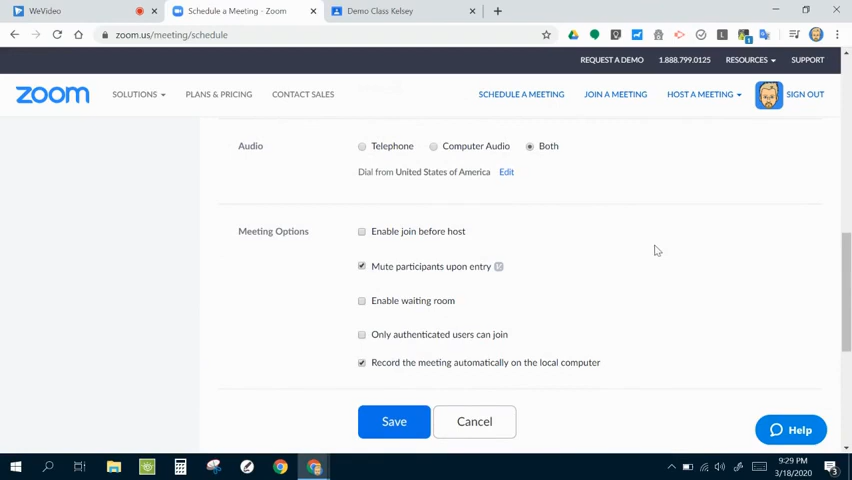 WeVideo
Schedule a Meeting - Zoom
Demo Class Kelsey
zoom.us/meeting/schedule
REQUEST A DEMO 1.888.799.0125 RESOURCES SUPPORT
zoom SOLUTIONS PLANS & PRICING CONTACT SALES SCHEDULE A MEETING JOIN A MEETING HOST A MEETING SIGN OUT
Audio Telephone Computer Audio Both
Dial from United States of America Edit
Meeting Options Enable join before host
Mute participants upon entry
Enable waiting room
Only authenticated users can join
Record the meeting automatically on the local computer
Save Cancel
Help
9:29 PM
3/18/2020